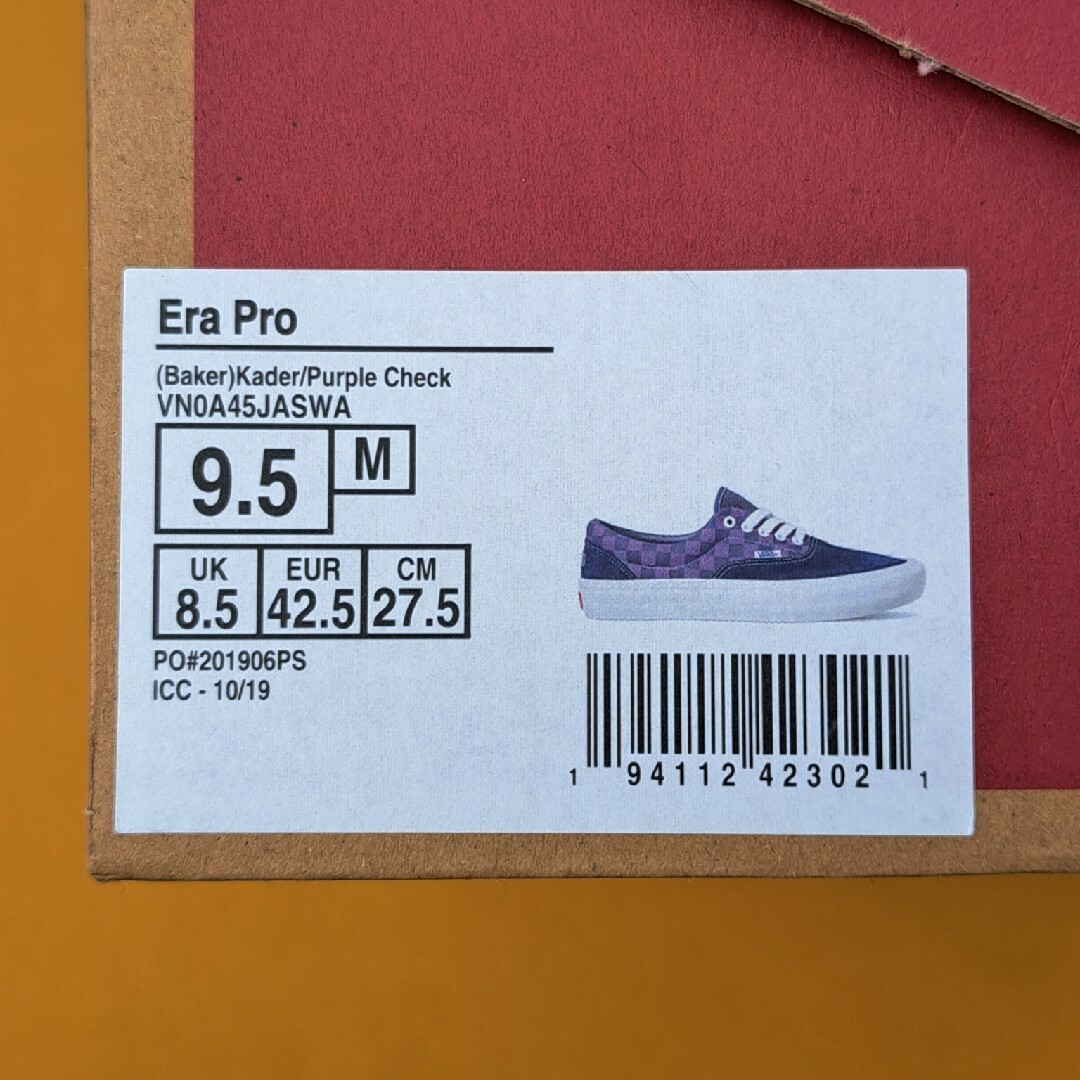 Era Pro
(Baker)Kader/Purple Check
VN0A45JASWA
9.5 M
UK EUR CM
8.5 42.5 27.5
PO#201906PS
ICC - 10/19
1 94112 42302 1